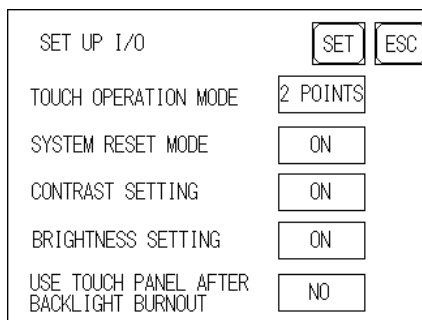 SET UP I/O SET ESC
TOUCH OPERATION MODE 2 POINTS
SYSTEM RESET MODE ON
CONTRAST SETTING ON
BRIGHTNESS SETTING ON
USE TOUCH PANEL AFTER
BACKLIGHT BURNOUT NO